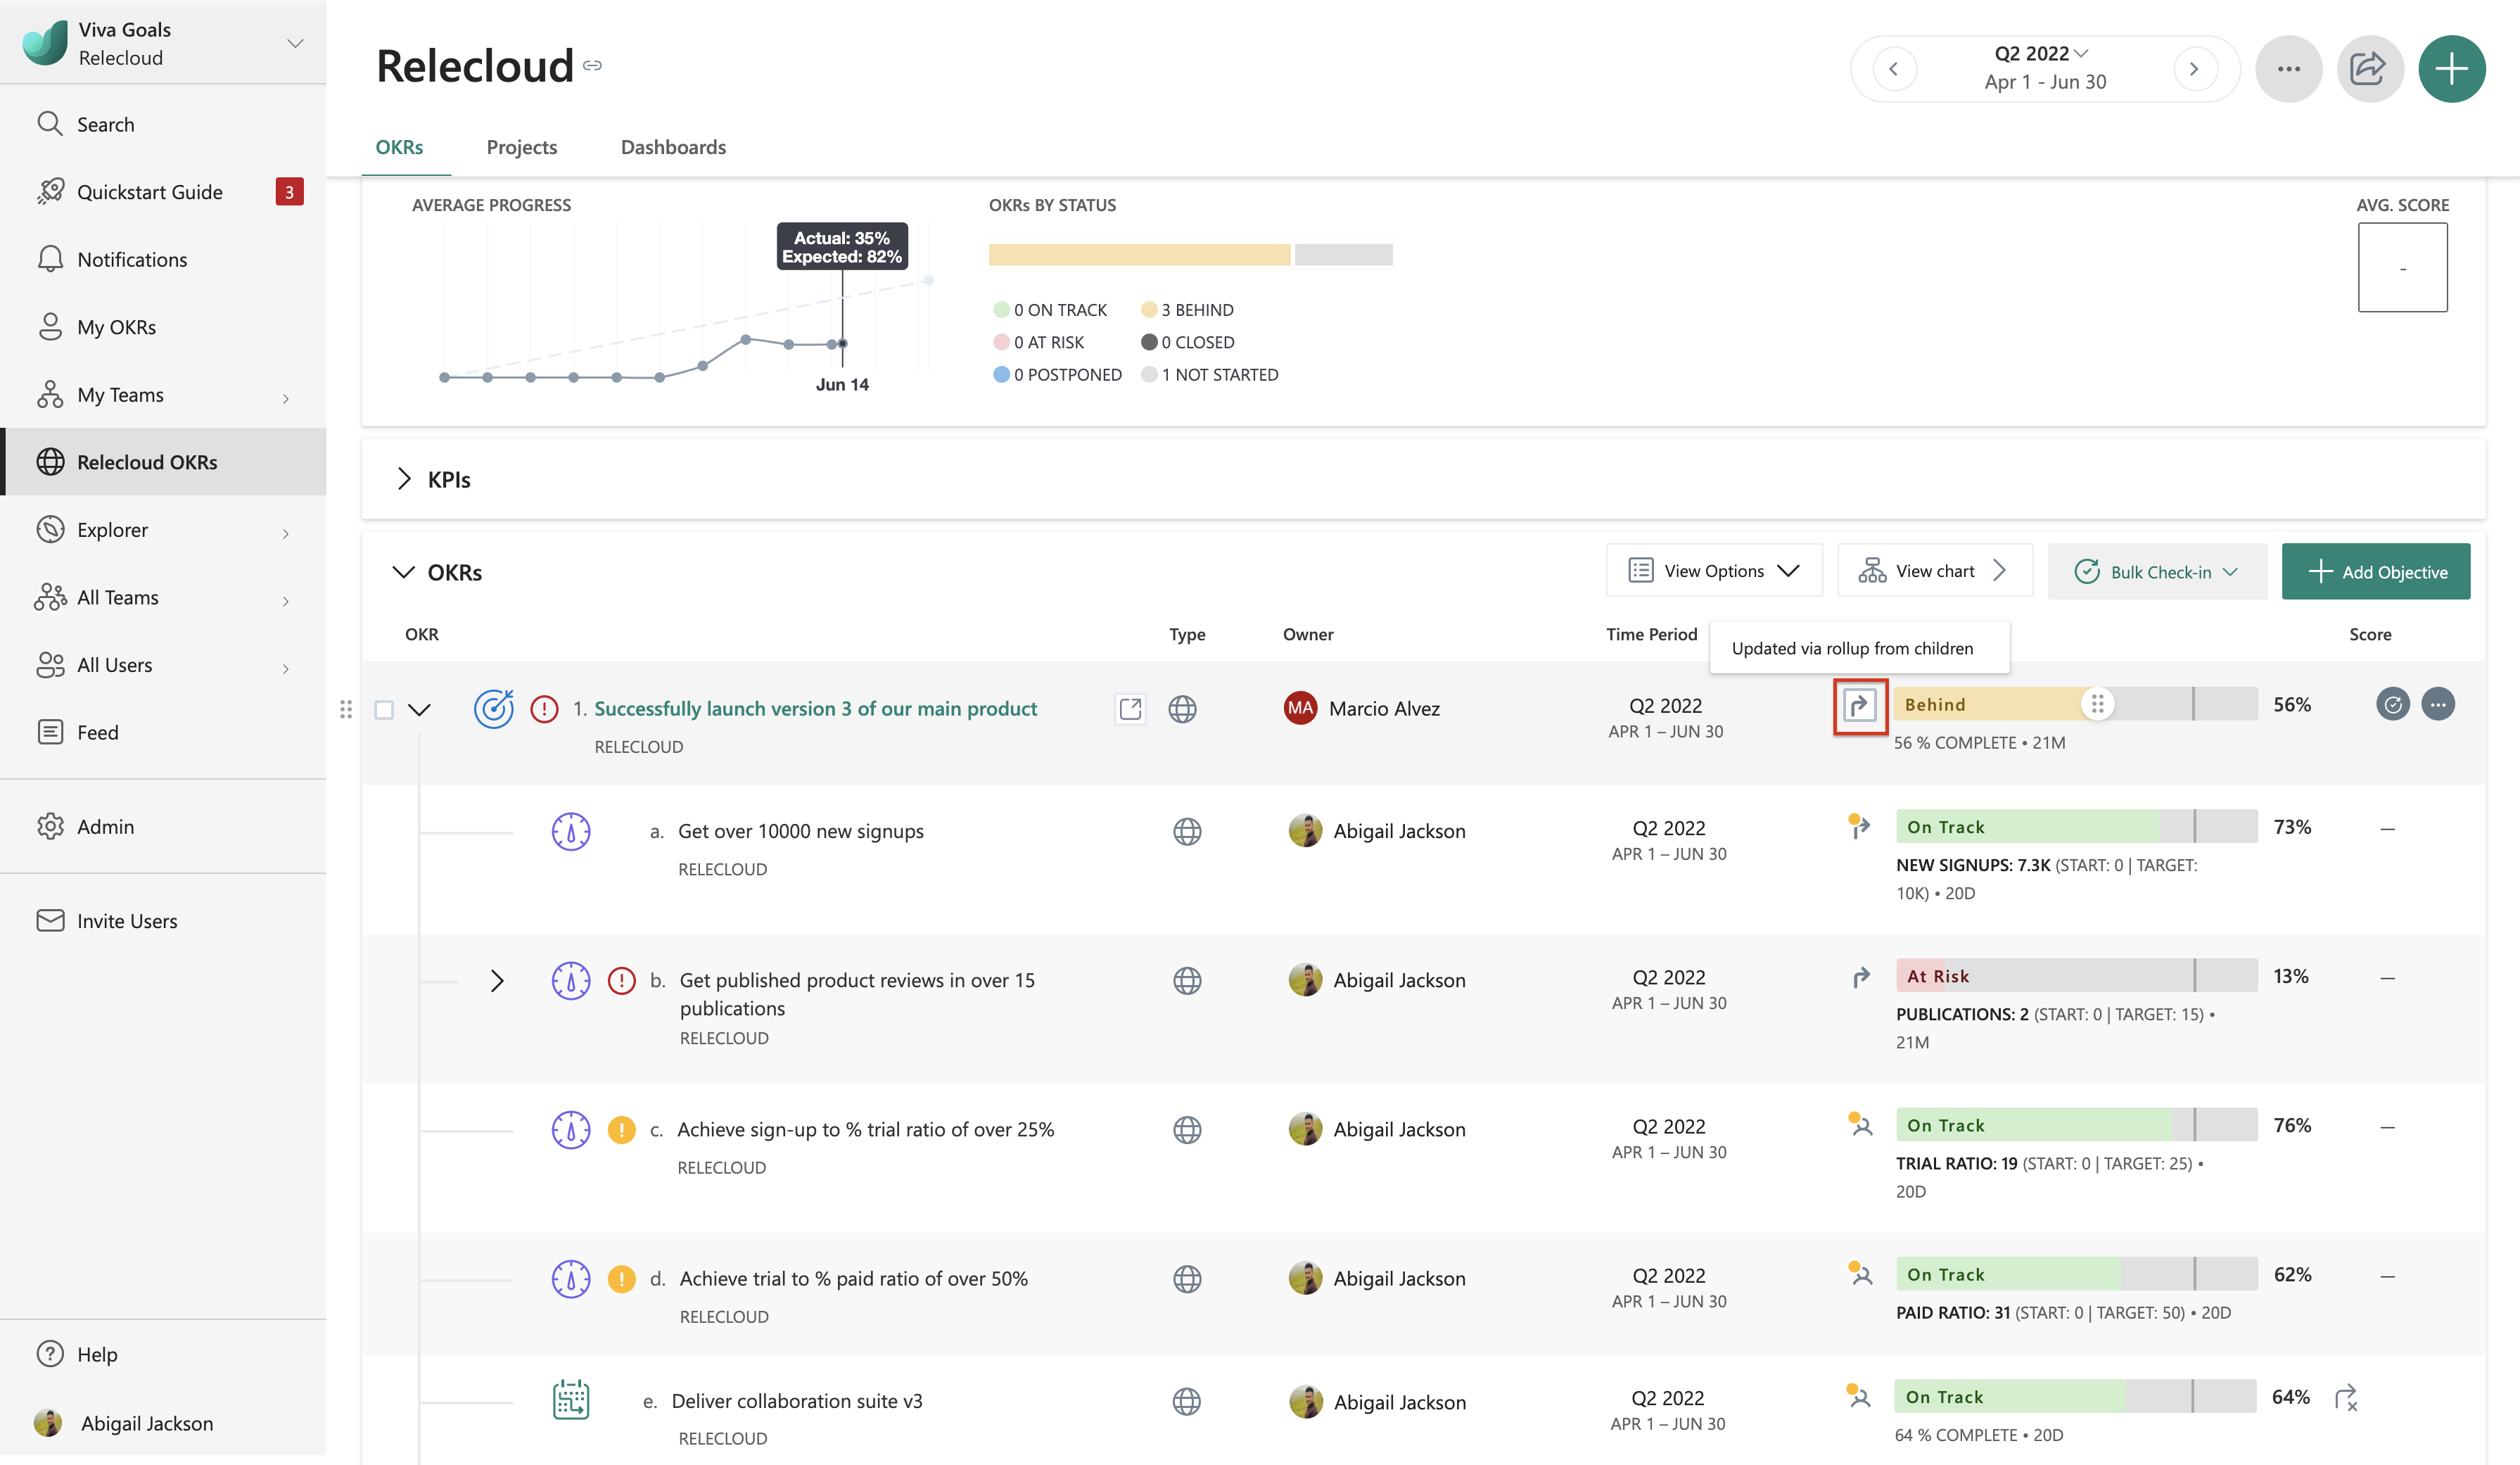 Viva Goals
Relecloud
Search
Quickstart Guide 3
Notifications
My OKRs
My Teams
Relecloud OKRs
Explorer
All Teams
All Users
Feed
Admin
Invite Users
Help
Abigail Jackson
Relecloud
Q2 2022
Apr 1 - Jun 30
OKRs Projects Dashboards
AVERAGE PROGRESS
Actual: 35%
Expected: 82%
Jun 14
OKRs BY STATUS
0 ON TRACK 3 BEHIND
0 AT RISK 0 CLOSED
0 POSTPONED 1 NOT STARTED
AVG. SCORE
-
KPIs
OKRs
View Options View chart Bulk Check-in Add Objective
OKR Type Owner Time Period Score
Updated via rollup from children
1. Successfully launch version 3 of our main product MA Marcio Alvez Q2 2022 Behind 56%
RELECLOUD APR 1 – JUN 30 56 % COMPLETE • 21M
a. Get over 10000 new signups Abigail Jackson Q2 2022 On Track 73% —
RELECLOUD APR 1 – JUN 30 NEW SIGNUPS: 7.3K (START: 0 | TARGET:
10K) • 20D
b. Get published product reviews in over 15 Abigail Jackson Q2 2022 At Risk 13% —
publications APR 1 – JUN 30 PUBLICATIONS: 2 (START: 0 | TARGET: 15) •
RELECLOUD 21M
c. Achieve sign-up to % trial ratio of over 25% Abigail Jackson Q2 2022 On Track 76% —
RELECLOUD APR 1 – JUN 30 TRIAL RATIO: 19 (START: 0 | TARGET: 25) •
20D
d. Achieve trial to % paid ratio of over 50% Abigail Jackson Q2 2022 On Track 62% —
RELECLOUD APR 1 – JUN 30 PAID RATIO: 31 (START: 0 | TARGET: 50) • 20D
e. Deliver collaboration suite v3 Abigail Jackson Q2 2022 On Track 64%
RELECLOUD APR 1 – JUN 30 64 % COMPLETE • 20D